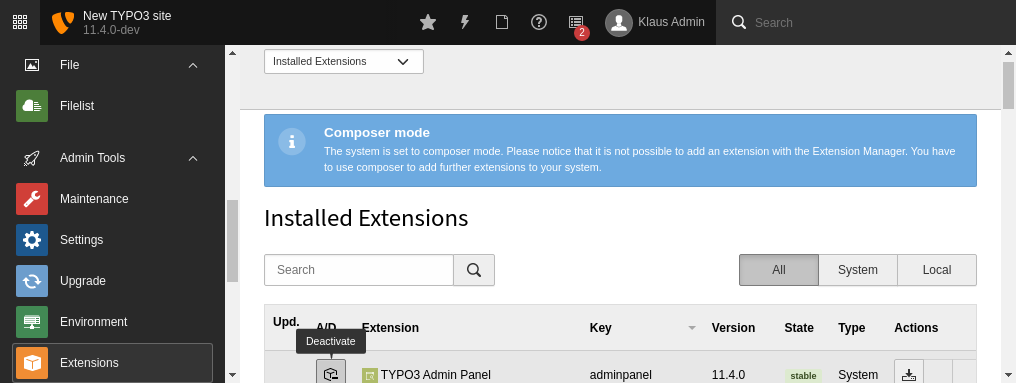 New TYPO3 site
11.4.0-dev
2
Klaus Admin
Search
File
Filelist
Admin Tools
Maintenance
Settings
Upgrade
Environment
Extensions
Installed Extensions
Composer mode
The system is set to composer mode. Please notice that it is not possible to add an extension with the Extension Manager. You have
to use composer to add further extensions to your system.
Installed Extensions
Search
All System Local
Upd. A/D Extension Key Version State Type Actions
Deactivate
TYPO3 Admin Panel adminpanel 11.4.0 stable System